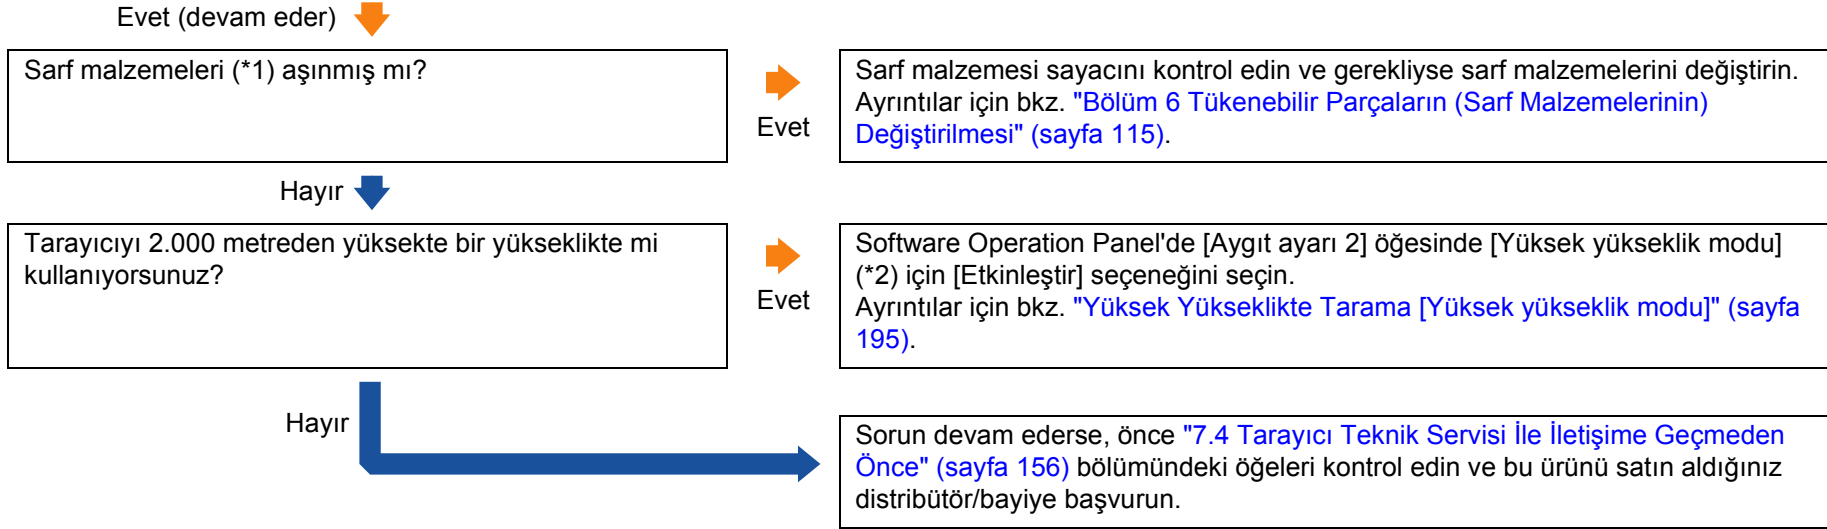 Evet (devam eder)
Sarf malzemeleri (*1) aşınmış mı?
Evet
Sarf malzemesi sayacını kontrol edin ve gerekliyse sarf malzemelerini değiştirin.
Ayrıntılar için bkz. "Bölüm 6 Tükenebilir Parçaların (Sarf Malzemelerinin)
Değiştirilmesi" (sayfa 115).
Hayır
Tarayıcıyı 2.000 metreden yüksekte bir yükseklikte mi
kullanıyorsunuz?
Evet
Software Operation Panel'de [Aygıt ayarı 2] öğesinde [Yüksek yükseklik modu]
(*2) için [Etkinleştir] seçeneğini seçin.
Ayrıntılar için bkz. "Yüksek Yükseklikte Tarama [Yüksek yükseklik modu]" (sayfa
195).
Hayır
Sorun devam ederse, önce "7.4 Tarayıcı Teknik Servisi İle İletişime Geçmeden
Önce" (sayfa 156) bölümündeki öğeleri kontrol edin ve bu ürünü satın aldığınız
distribütör/bayiye başvurun.